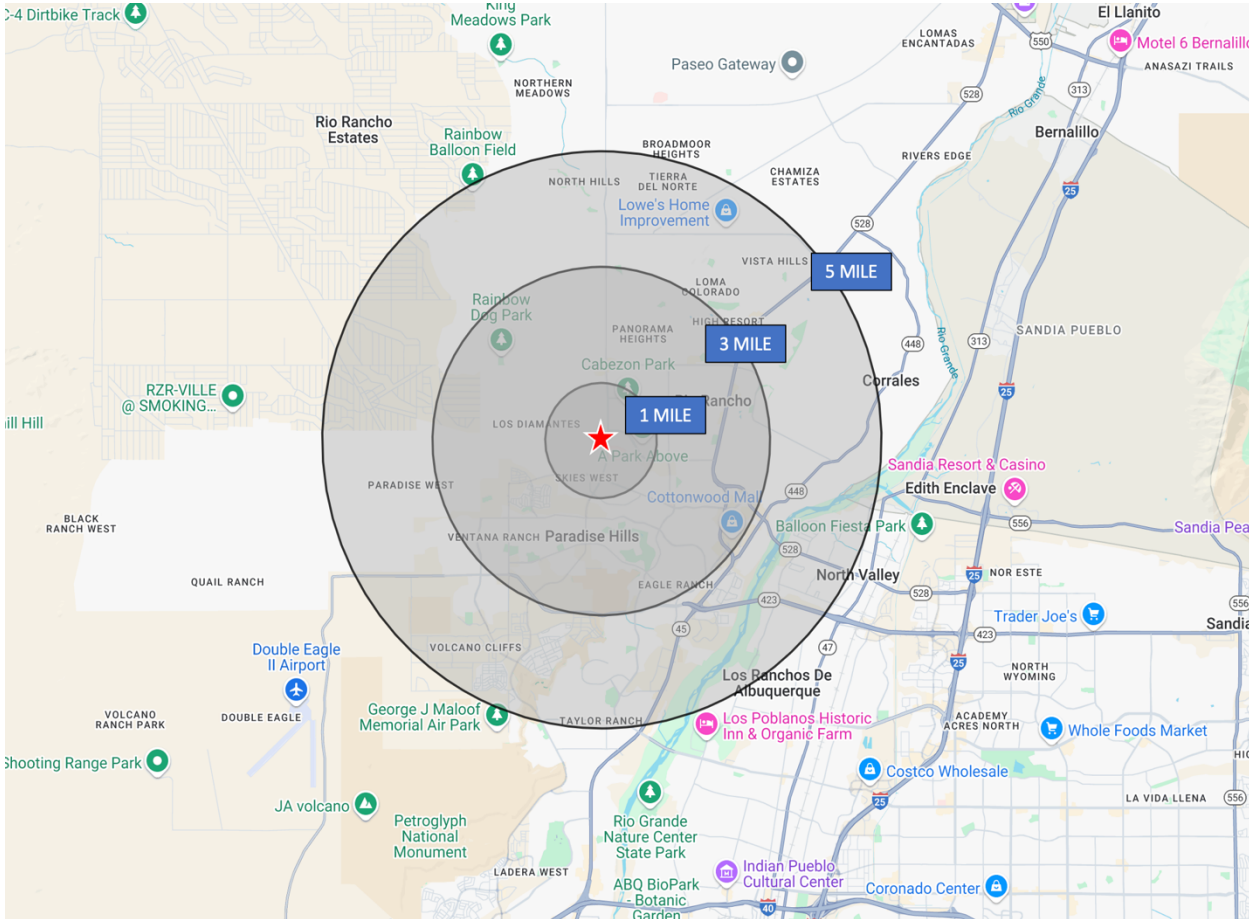 C-4 Dirtbike Track
King
Meadows Park
El Llanito
LOMAS
ENCANTADAS
550
Motel 6 Bernalillo
Paseo Gateway
ANASAZI TRAILS
NORTHERN
MEADOWS
528
313
Rio Grande
Rio Rancho
Estates
Rainbow
Balloon Field
Bernalillo
BROADMOOR
HEIGHTS
RIVERS EDGE
NORTH HILLS
TIERRA
DEL NORTE
CHAMIZA
ESTATES
25
Lowe's Home
Improvement
528
VISTA HILLS
5 MILE
LOMA
COLORADO
Rainbow
Dog Park
HIGH RESORT
PANORAMA
HEIGHTS
3 MILE
Rio Grande
SANDIA PUEBLO
313
448
Cabezon Park
Corrales
RZR-VILLE
@ SMOKING...
25
1 MILE
Rancho
ill Hill
LOS DIAMANTES
A Park Above
SKIES WEST
Sandia Resort & Casino
PARADISE WEST
Edith Enclave
Cottonwood Mall
448
BLACK
RANCH WEST
Balloon Fiesta Park
556
Sandia Pea
VENTANA RANCH
Paradise Hills
528
QUAIL RANCH
EAGLE RANCH
North Valley
25
NOR ESTE
528
423
556
Trader Joe's
Sandia
45
423
47
Double Eagle
II Airport
VOLCANO CLIFFS
25
NORTH
WYOMING
Los Ranchos De
Albuquerque
VOLCANO
RANCH PARK
DOUBLE EAGLE
George J Maloof
Memorial Air Park
TAYLOR RANCH
Los Poblanos Historic
Inn & Organic Farm
ACADEMY
ACRES NORTH
Whole Foods Market
Shooting Range Park
Costco Wholesale
HIG
JA volcano
25
LA VIDA LLENA
556
Petroglyph
National
Monument
Rio Grande
Nature Center
State Park
LADERA WEST
Indian Pueblo
Cultural Center
ABQ BioPark
- Botanic
Garden
Coronado Center
40